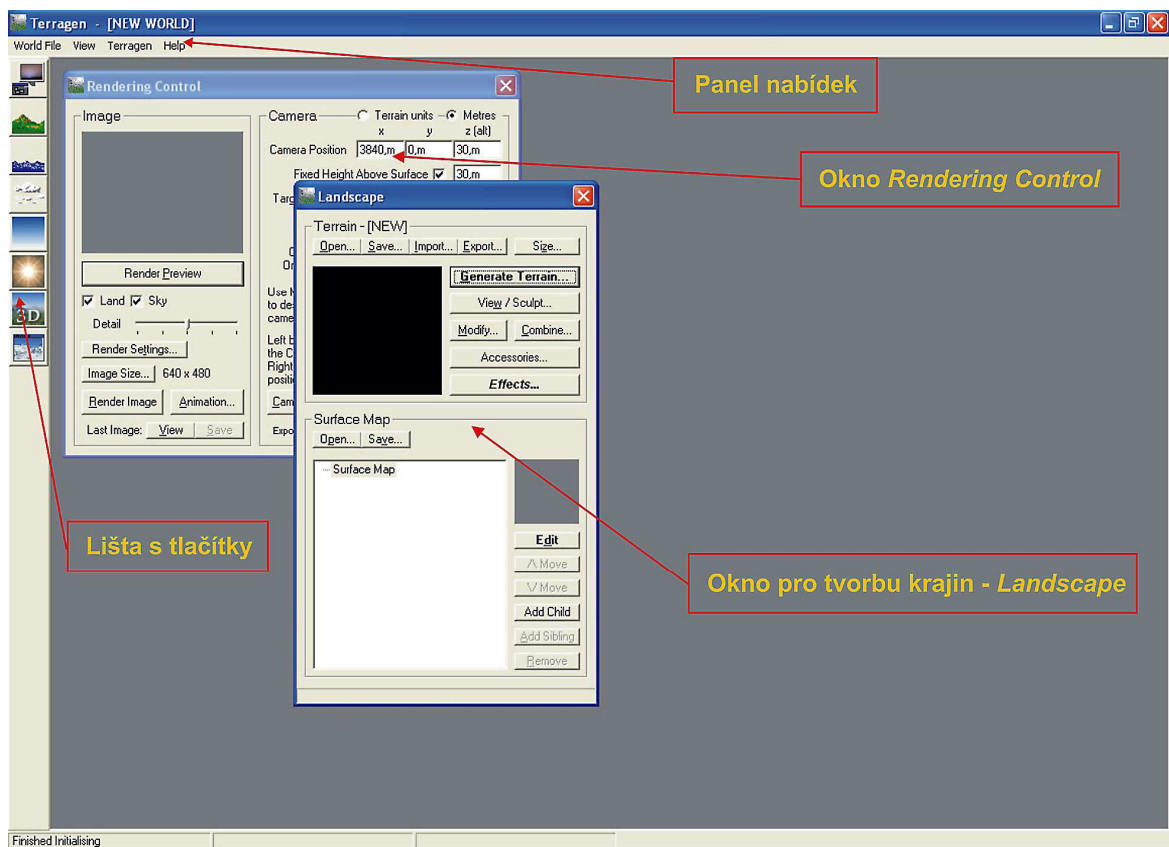 Terragen - [NEW WORLD]
World File View Terragen Help
Panel nabídek
Rendering Control
Image
Camera
Terrain units
Metres
x y z (alt)
Camera Position 3840,m 0,m 30,m
Fixed Height Above Surface 30,m
Okno Rendering Control
Render Preview
Land Sky
Detail
Render Settings...
Image Size... 640 x 480
Render Image Animation...
Last Image: View Save
3D
Landscape
Terrain - [NEW]
Open... Save... Import... Export... Size...
Generate Terrain...
View / Sculpt...
Modify... Combine...
Accessories...
Effects...
Surface Map
Open... Save...
Surface Map
Edit
/\ Move
\/ Move
Add Child
Add Sibling
Remove
Lišta s tlačítky
Okno pro tvorbu krajin - Landscape
Finished Initialising